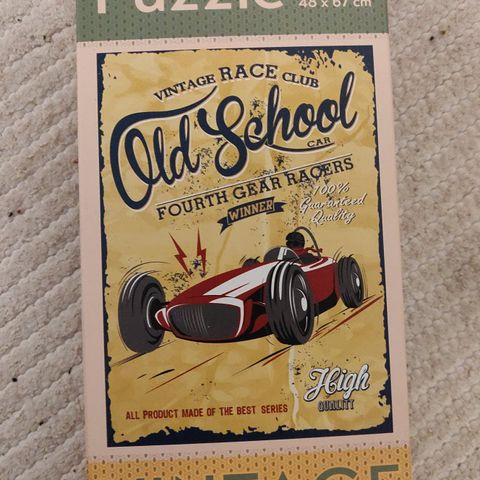 Puzzle
48 x 67 cm
VINTAGE RACE CLUB
Old School
CAR
FOURTH GEAR RACERS
WINNER
100%
Guaranteed
Quality
High
QUALITY
ALL PRODUCT MADE OF THE BEST SERIES
VINTAGE